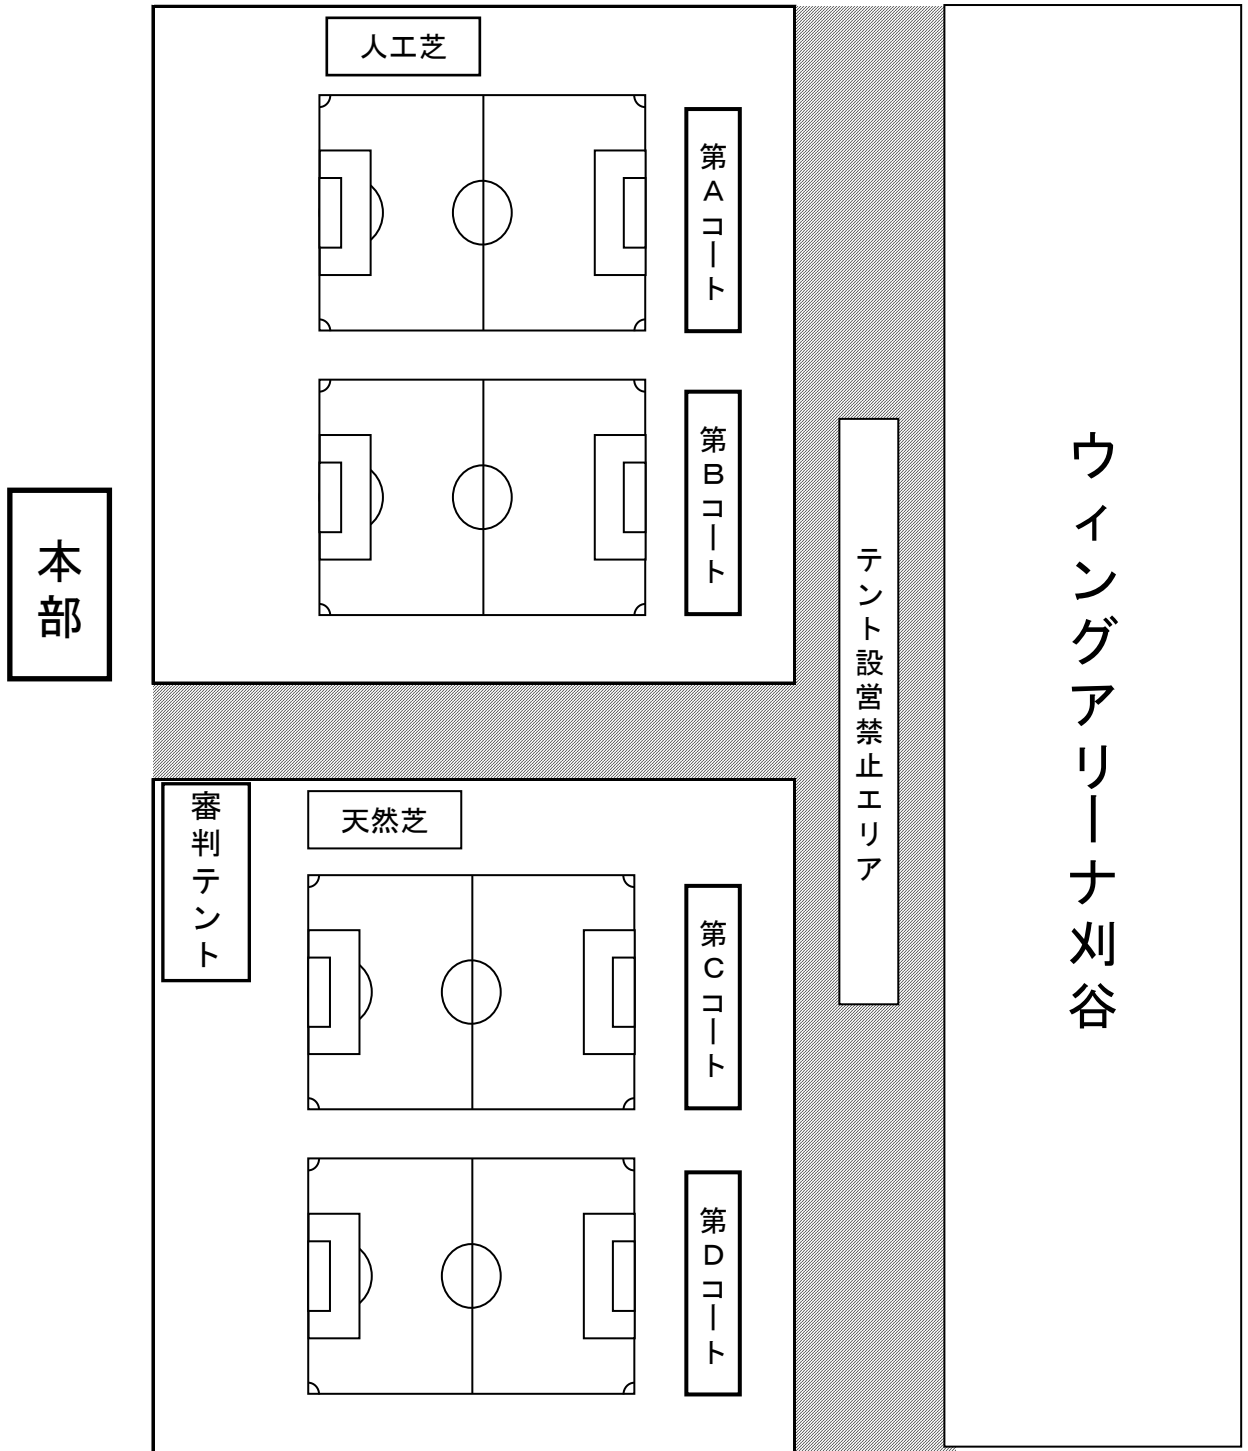 人工芝
第Aコート
第Bコート
本部
テント設営禁止エリア
ウィングアリーナ刈谷
審判テント
天然芝
第Cコート
第Dコート